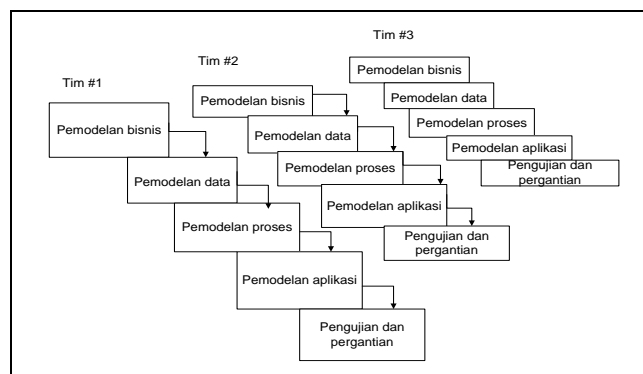 Tim #1
Pemodelan bisnis
Pemodelan data
Pemodelan proses
Pemodelan aplikasi
Pengujian dan
pergantian
Tim #2
Pemodelan bisnis
Pemodelan data
Pemodelan proses
Pemodelan aplikasi
Pengujian dan
pergantian
Tim #3
Pemodelan bisnis
Pemodelan data
Pemodelan proses
Pemodelan aplikasi
Pengujian dan
pergantian